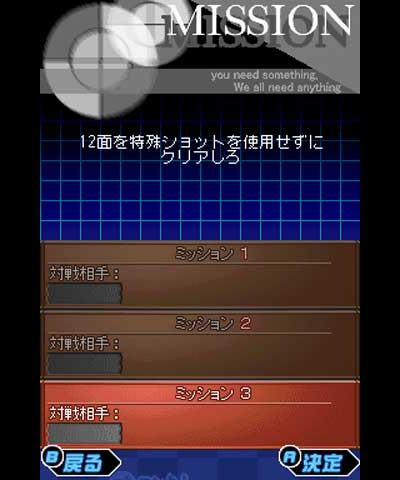 MISSION
MISSION
you need something,
We all need anything
12面を特殊ショットを使用せずに
クリアしろ
ミッション 1
対戦相手：
ミッション 2
対戦相手：
ミッション 3
対戦相手：
B 戻る
A 決定